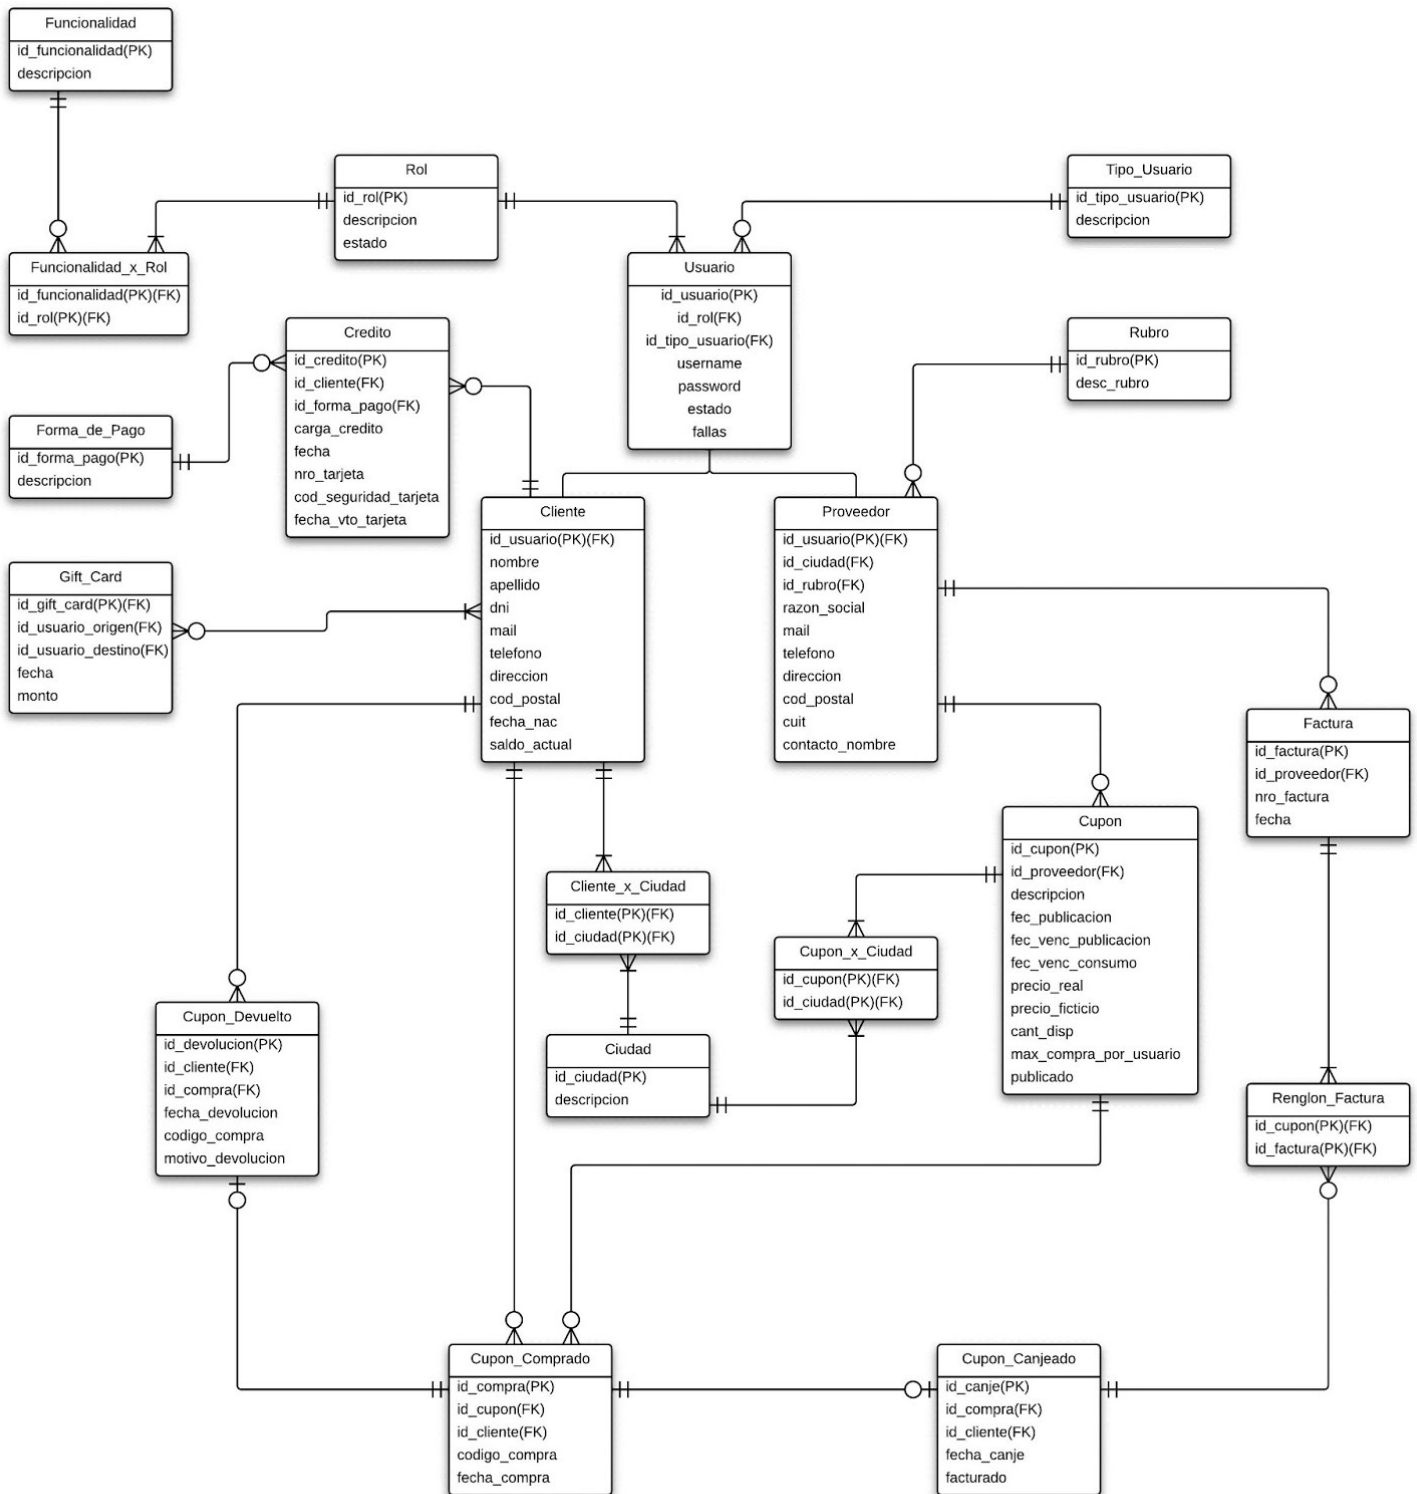 Funcionalidad
id_funcionalidad(PK)
descripcion
Rol
id_rol(PK)
descripcion
estado
Tipo_Usuario
id_tipo_usuario(PK)
descripcion
Funcionalidad_x_Rol
id_funcionalidad(PK)(FK)
id_rol(PK)(FK)
Usuario
id_usuario(PK)
id_rol(FK)
id_tipo_usuario(FK)
username
password
estado
fallas
Credito
id_credito(PK)
id_cliente(FK)
id_forma_pago(FK)
carga_credito
fecha
nro_tarjeta
cod_seguridad_tarjeta
fecha_vto_tarjeta
Rubro
id_rubro(PK)
desc_rubro
Forma_de_Pago
id_forma_pago(PK)
descripcion
Cliente
id_usuario(PK)(FK)
nombre
apellido
dni
mail
telefono
direccion
cod_postal
fecha_nac
saldo_actual
Proveedor
id_usuario(PK)(FK)
id_ciudad(FK)
id_rubro(FK)
razon_social
mail
telefono
direccion
cod_postal
cuit
contacto_nombre
Gift_Card
id_gift_card(PK)(FK)
id_usuario_origen(FK)
id_usuario_destino(FK)
fecha
monto
Factura
id_factura(PK)
id_proveedor(FK)
nro_factura
fecha
Cupon
id_cupon(PK)
id_proveedor(FK)
descripcion
fec_publicacion
fec_venc_publicacion
fec_venc_consumo
precio_real
precio_ficticio
cant_disp
max_compra_por_usuario
publicado
Cliente_x_Ciudad
id_cliente(PK)(FK)
id_ciudad(PK)(FK)
Cupon_x_Ciudad
id_cupon(PK)(FK)
id_ciudad(PK)(FK)
Cupon_Devuelto
id_devolucion(PK)
id_cliente(FK)
id_compra(FK)
fecha_devolucion
codigo_compra
motivo_devolucion
Ciudad
id_ciudad(PK)
descripcion
Renglon_Factura
id_cupon(PK)(FK)
id_factura(PK)(FK)
Cupon_Comprado
id_compra(PK)
id_cupon(FK)
id_cliente(FK)
codigo_compra
fecha_compra
Cupon_Canjeado
id_canje(PK)
id_compra(FK)
id_cliente(FK)
fecha_canje
facturado